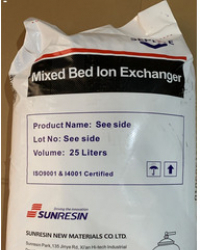 Mixed Bed Ion Exchanger
Product Name: See side
Lot No: See side
Volume: 25 Liters
ISO9001 & I4001 Certified
SUNRESIN
SUNRESIN NEW MATERIALS CO. LTD.